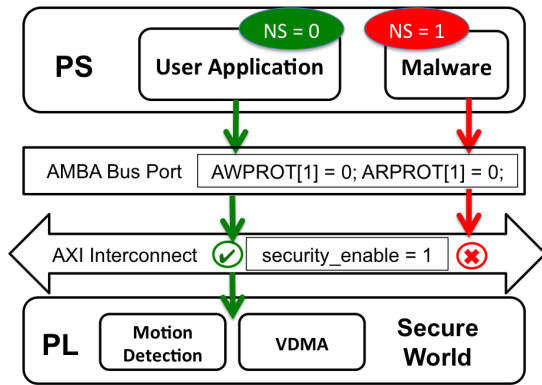 NS = 0
NS = 1
PS
User Application
Malware
AMBA Bus Port
AWPROT[1] = 0; ARPROT[1] = 0;
AXI Interconnect
security_enable = 1
PL
Motion
Detection
VDMA
Secure
World